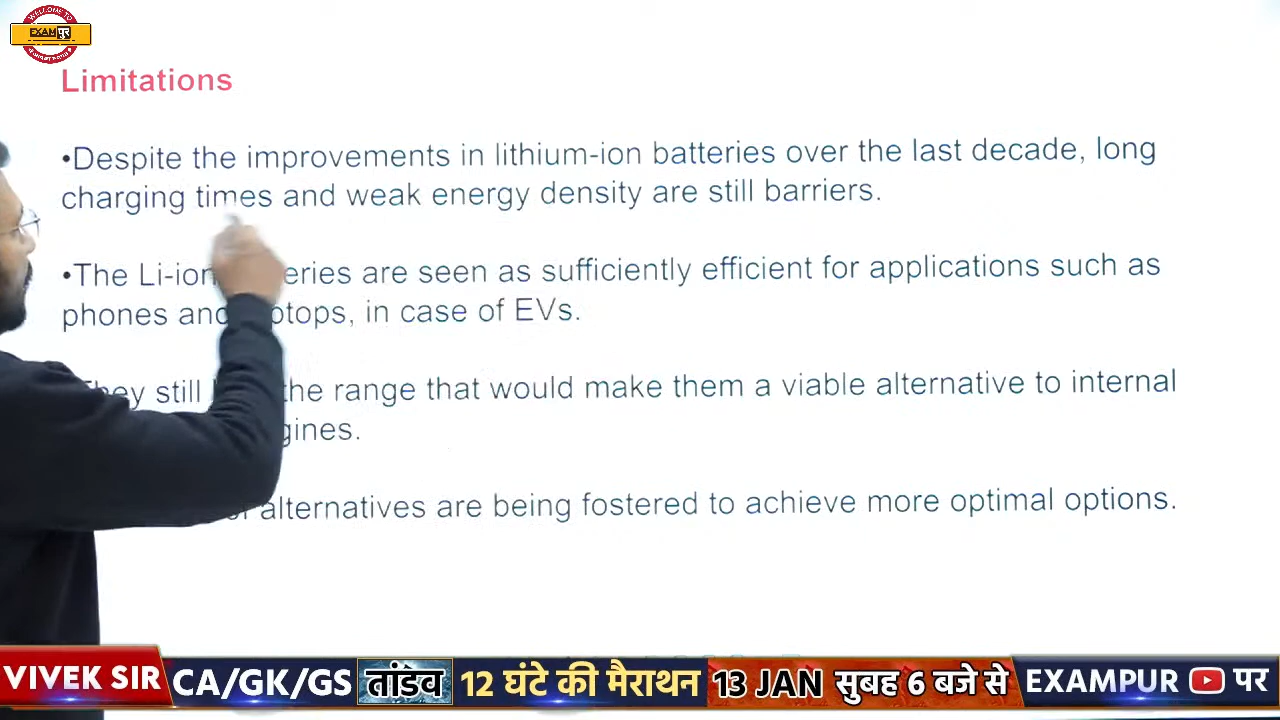 WELCOME TO
EXAM पुर
Limitations
•Despite the improvements in lithium-ion batteries over the last decade, long
charging times and weak energy density are still barriers.
•The Li-ion eries are seen as sufficiently efficient for applications such as
phones and ptops, in case of EVs.
They still the range that would make them a viable alternative to internal
gines.
alternatives are being fostered to achieve more optimal options.
VIVEK SIR CA/GK/GS तांडव 12 घंटे की मैराथन 13 JAN सुबह 6 बजे से EXAMPUR पर